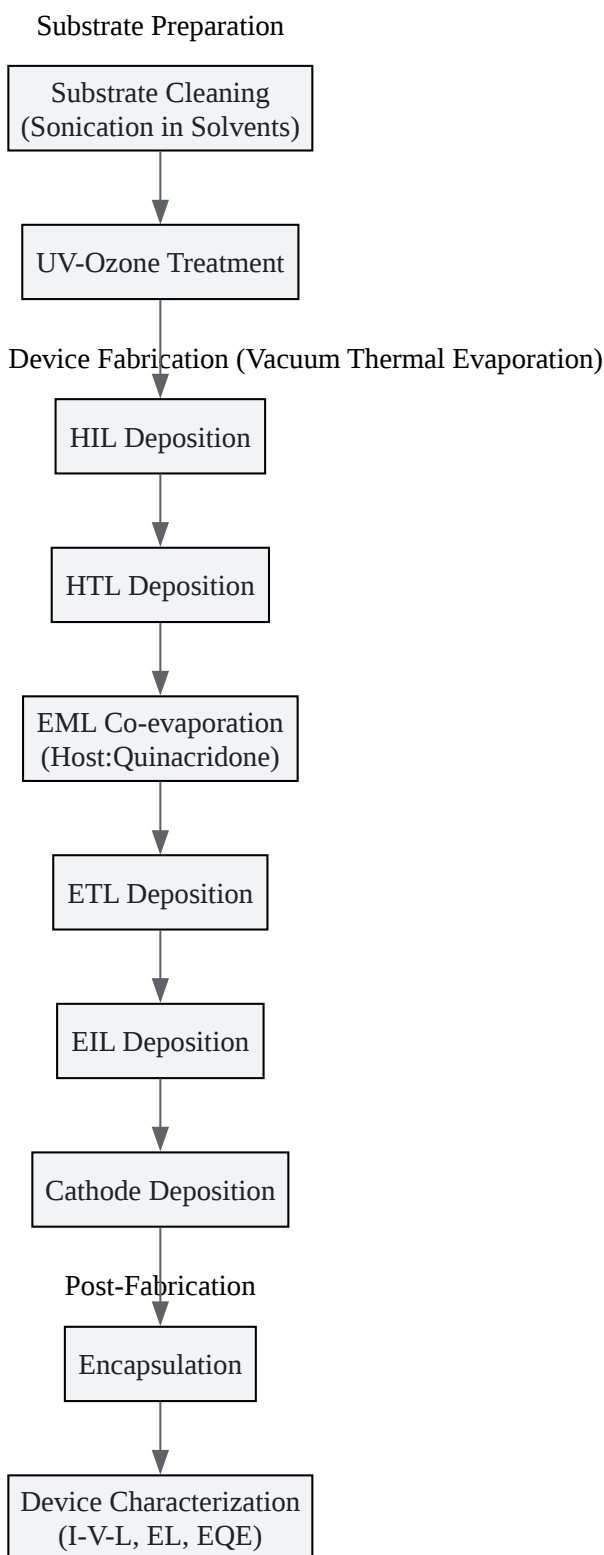 Substrate Preparation
Substrate Cleaning
(Sonication in Solvents)
UV-Ozone Treatment
Device Fabrication (Vacuum Thermal Evaporation)
HIL Deposition
HTL Deposition
EML Co-evaporation
(Host:Quinacridone)
ETL Deposition
EIL Deposition
Cathode Deposition
Post-Fabrication
Encapsulation
Device Characterization
(I-V-L, EL, EQE)